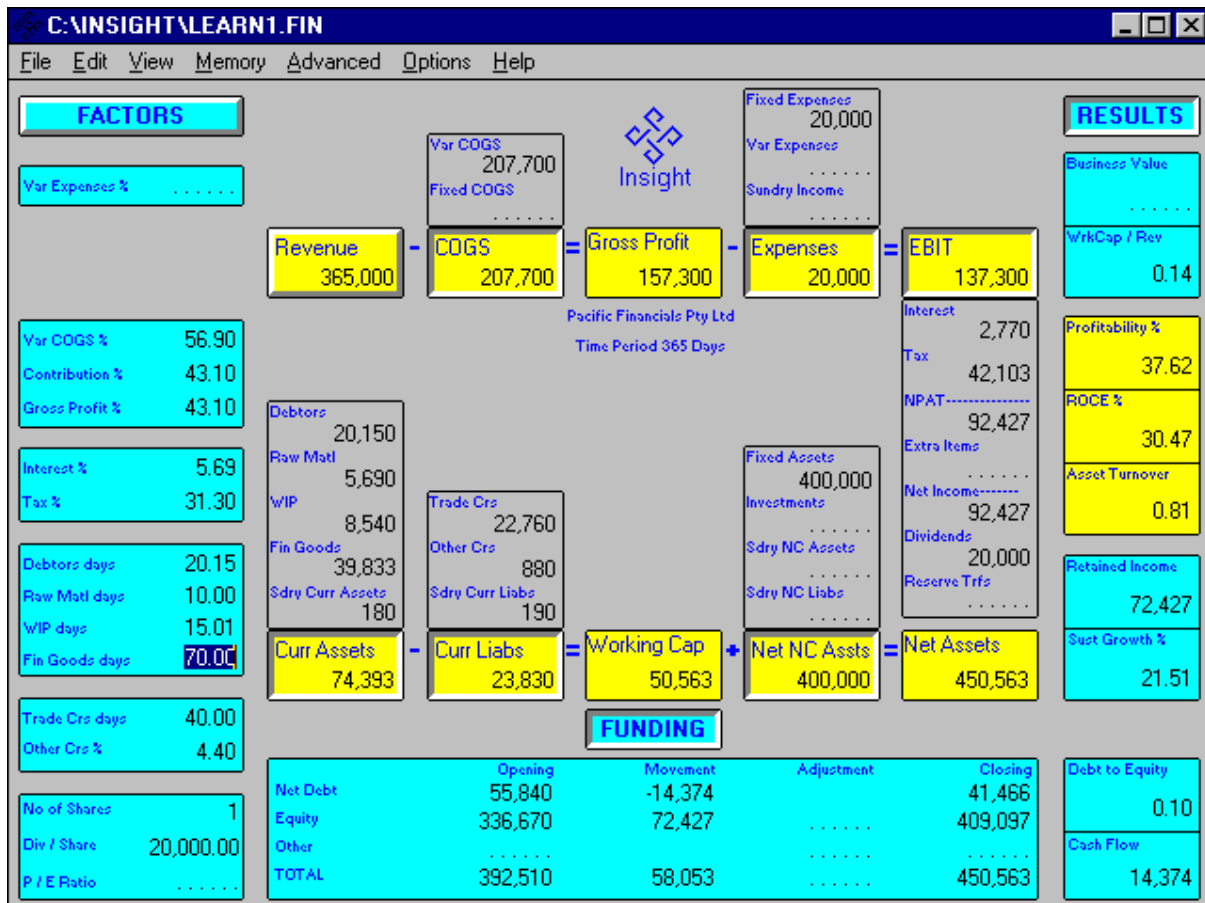 C:\INSIGHT\LEARN1.FIN
File Edit View Memory Advanced Options Help
FACTORS
Var Expenses % . . . . . .
Var COGS % 56.90
Contribution % 43.10
Gross Profit % 43.10
Interest % 5.69
Tax % 31.30
Debtors days 20.15
Raw Matl days 10.00
WIP days 15.01
Fin Goods days 70.00
Trade Crs days 40.00
Other Crs % 4.40
No of Shares 1
Div / Share 20,000.00
P / E Ratio . . . . . .
Var COGS
207,700
Fixed COGS
. . . . . .
Insight
Fixed Expenses
20,000
Var Expenses
. . . . . .
Sundry Income
. . . . . .
Revenue - COGS = Gross Profit - Expenses = EBIT
365,000 207,700 157,300 20,000 137,300
Pacific Financials Pty Ltd
Time Period 365 Days
Interest
2,770
Tax
42,103
NPAT---------------
92,427
Extra Items
. . . . . .
Net Income-------
92,427
Dividends
20,000
Reserve Trfs
. . . . . .
Debtors
20,150
Raw Matl
5,690
WIP
8,540
Fin Goods
39,833
Sdry Curr Assets
180
Trade Crs
22,760
Other Crs
880
Sdry Curr Liabs
190
Fixed Assets
400,000
Investments
. . . . . .
Sdry NC Assets
. . . . . .
Sdry NC Liabs
. . . . . .
Curr Assets - Curr Liabs = Working Cap + Net NC Assts = Net Assets
74,393 23,830 50,563 400,000 450,563
FUNDING
Opening Movement Adjustment Closing
Net Debt 55,840 -14,374 41,466
Equity 336,670 72,427 . . . . . . 409,097
Other . . . . . . . . . . . . . . . . . .
TOTAL 392,510 58,053 . . . . . . 450,563
RESULTS
Business Value
. . . . . .
WrkCap / Rev
0.14
Profitability %
37.62
ROCE %
30.47
Asset Turnover
0.81
Retained Income
72,427
Sust Growth %
21.51
Debt to Equity
0.10
Cash Flow
14,374